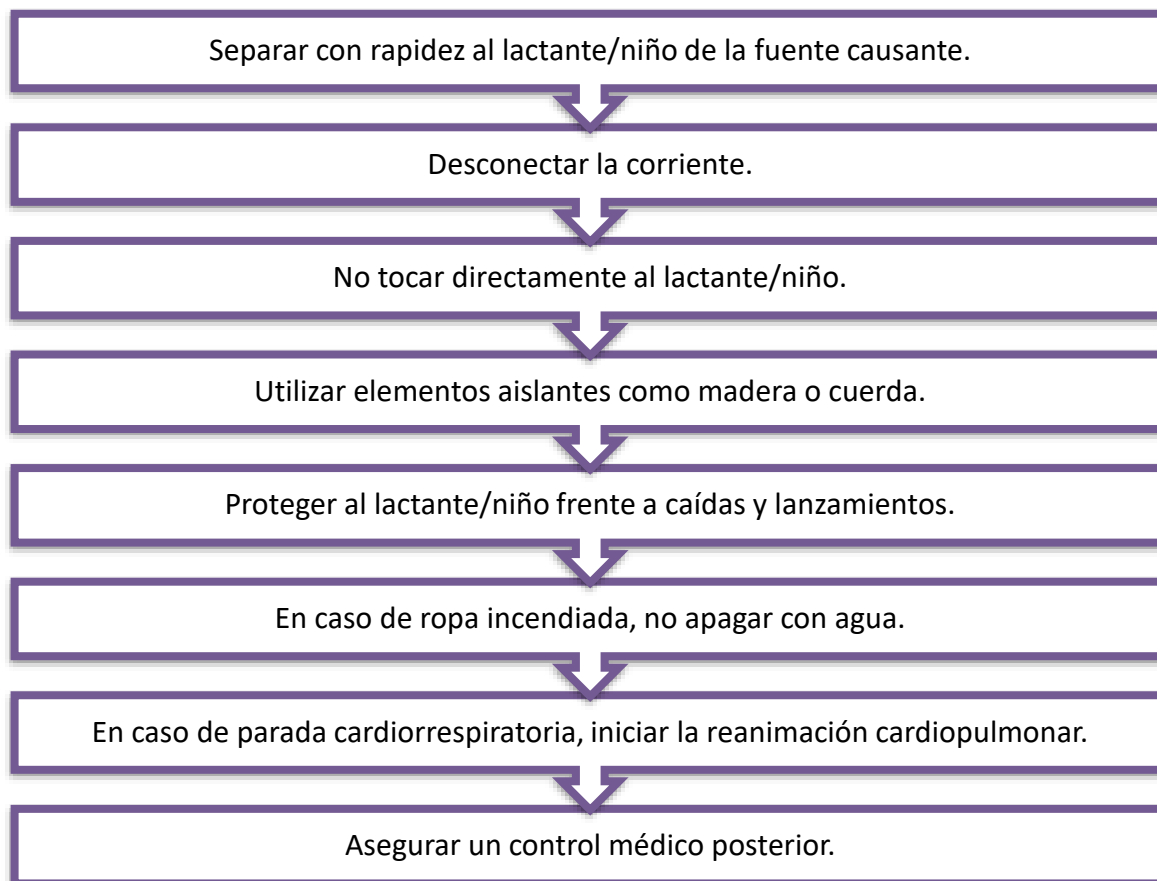 Separar con rapidez al lactante/niño de la fuente causante.
Desconectar la corriente.
No tocar directamente al lactante/niño.
Utilizar elementos aislantes como madera o cuerda.
Proteger al lactante/niño frente a caídas y lanzamientos.
En caso de ropa incendiada, no apagar con agua.
En caso de parada cardiorrespiratoria, iniciar la reanimación cardiopulmonar.
Asegurar un control médico posterior.